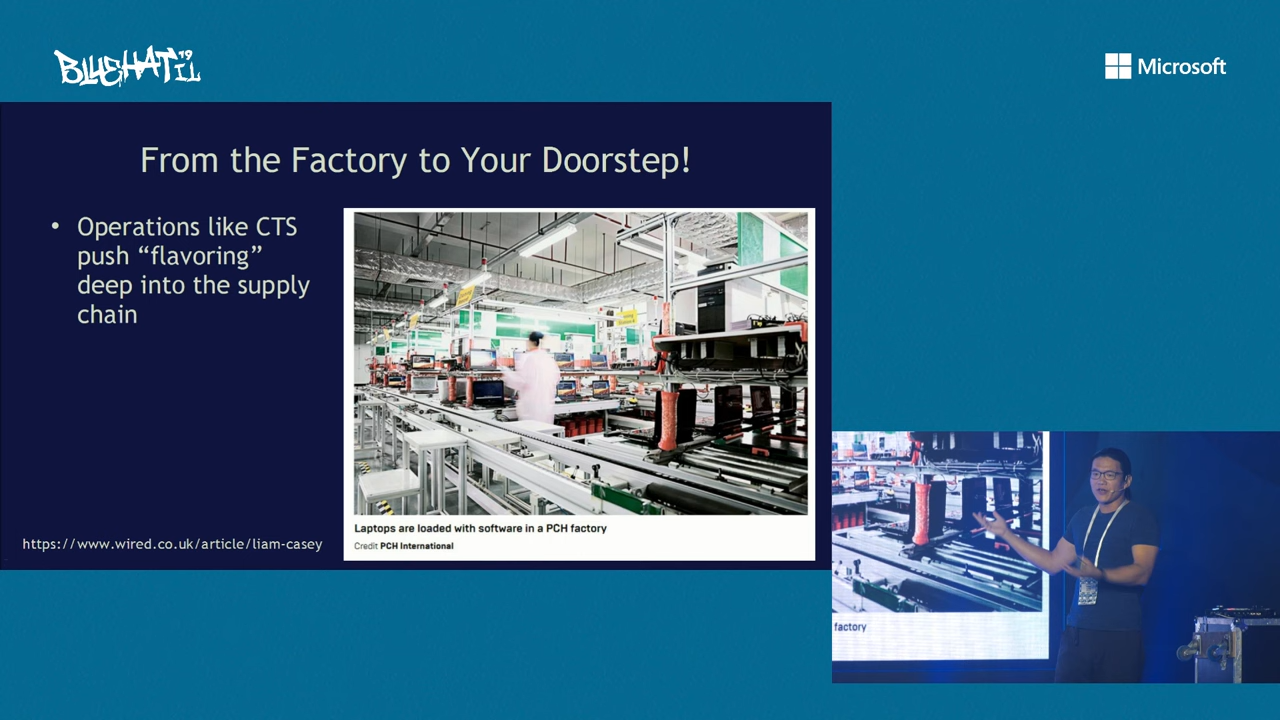 BLUEHAT IL '19
Microsoft
From the Factory to Your Doorstep!
• Operations like CTS
push “flavoring”
deep into the supply
chain
Laptops are loaded with software in a PCH factory
Credit PCH International
https://www.wired.co.uk/article/liam-casey
factory